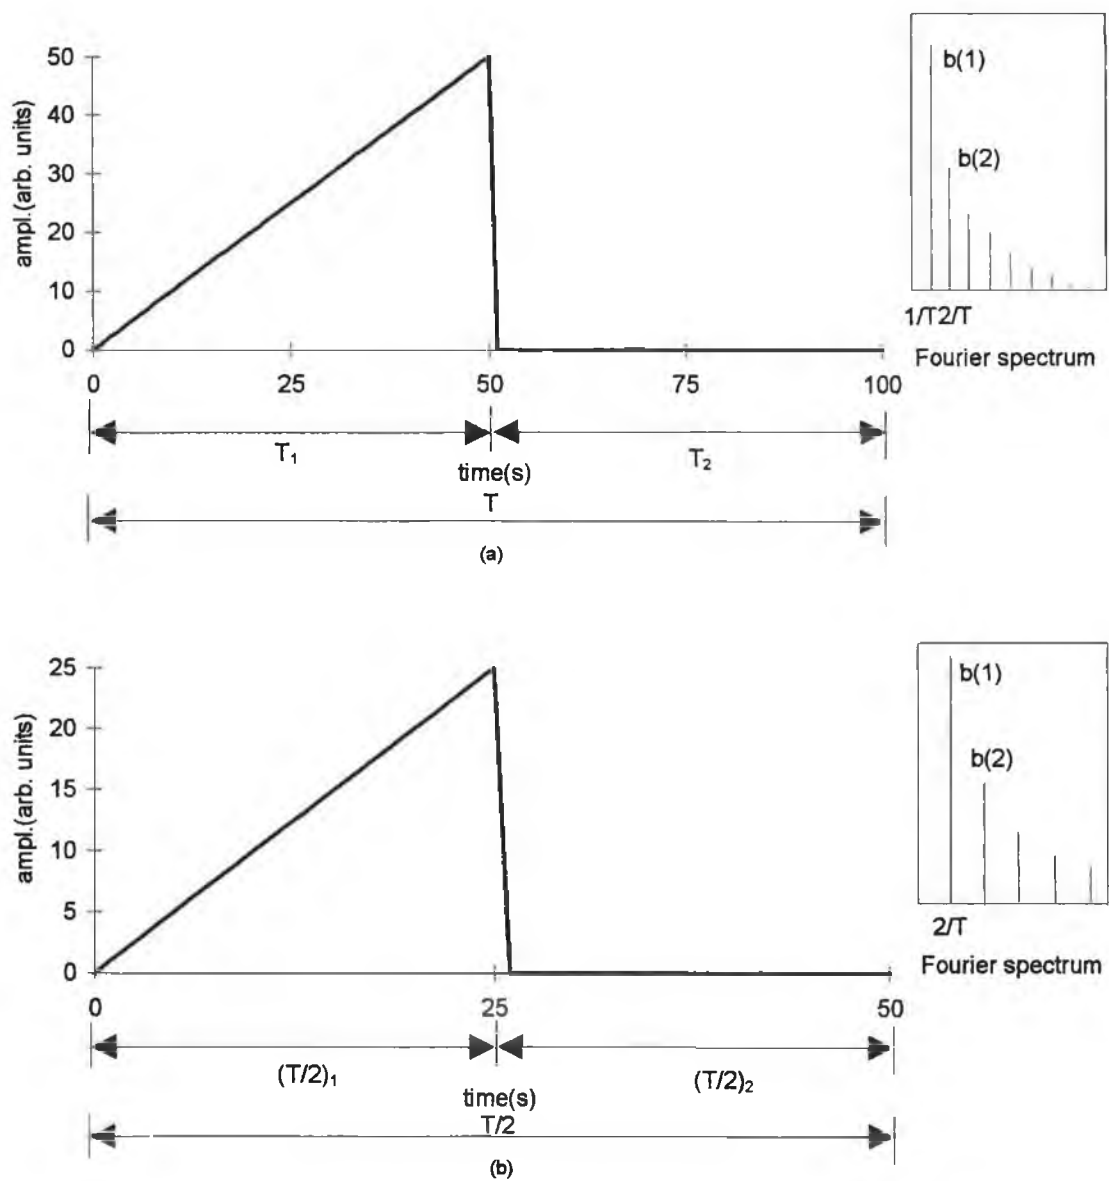 ampl.(arb. units)
50
40
30
20
10
0
0 25 50 75 100
T₁ T₂
time(s)
T
(a)
b(1)
b(2)
1/T2/T
Fourier spectrum
ampl.(arb. units)
25
20
15
10
5
0
0 25 50
(T/2)₁ (T/2)₂
time(s)
T/2
(b)
b(1)
b(2)
2/T
Fourier spectrum